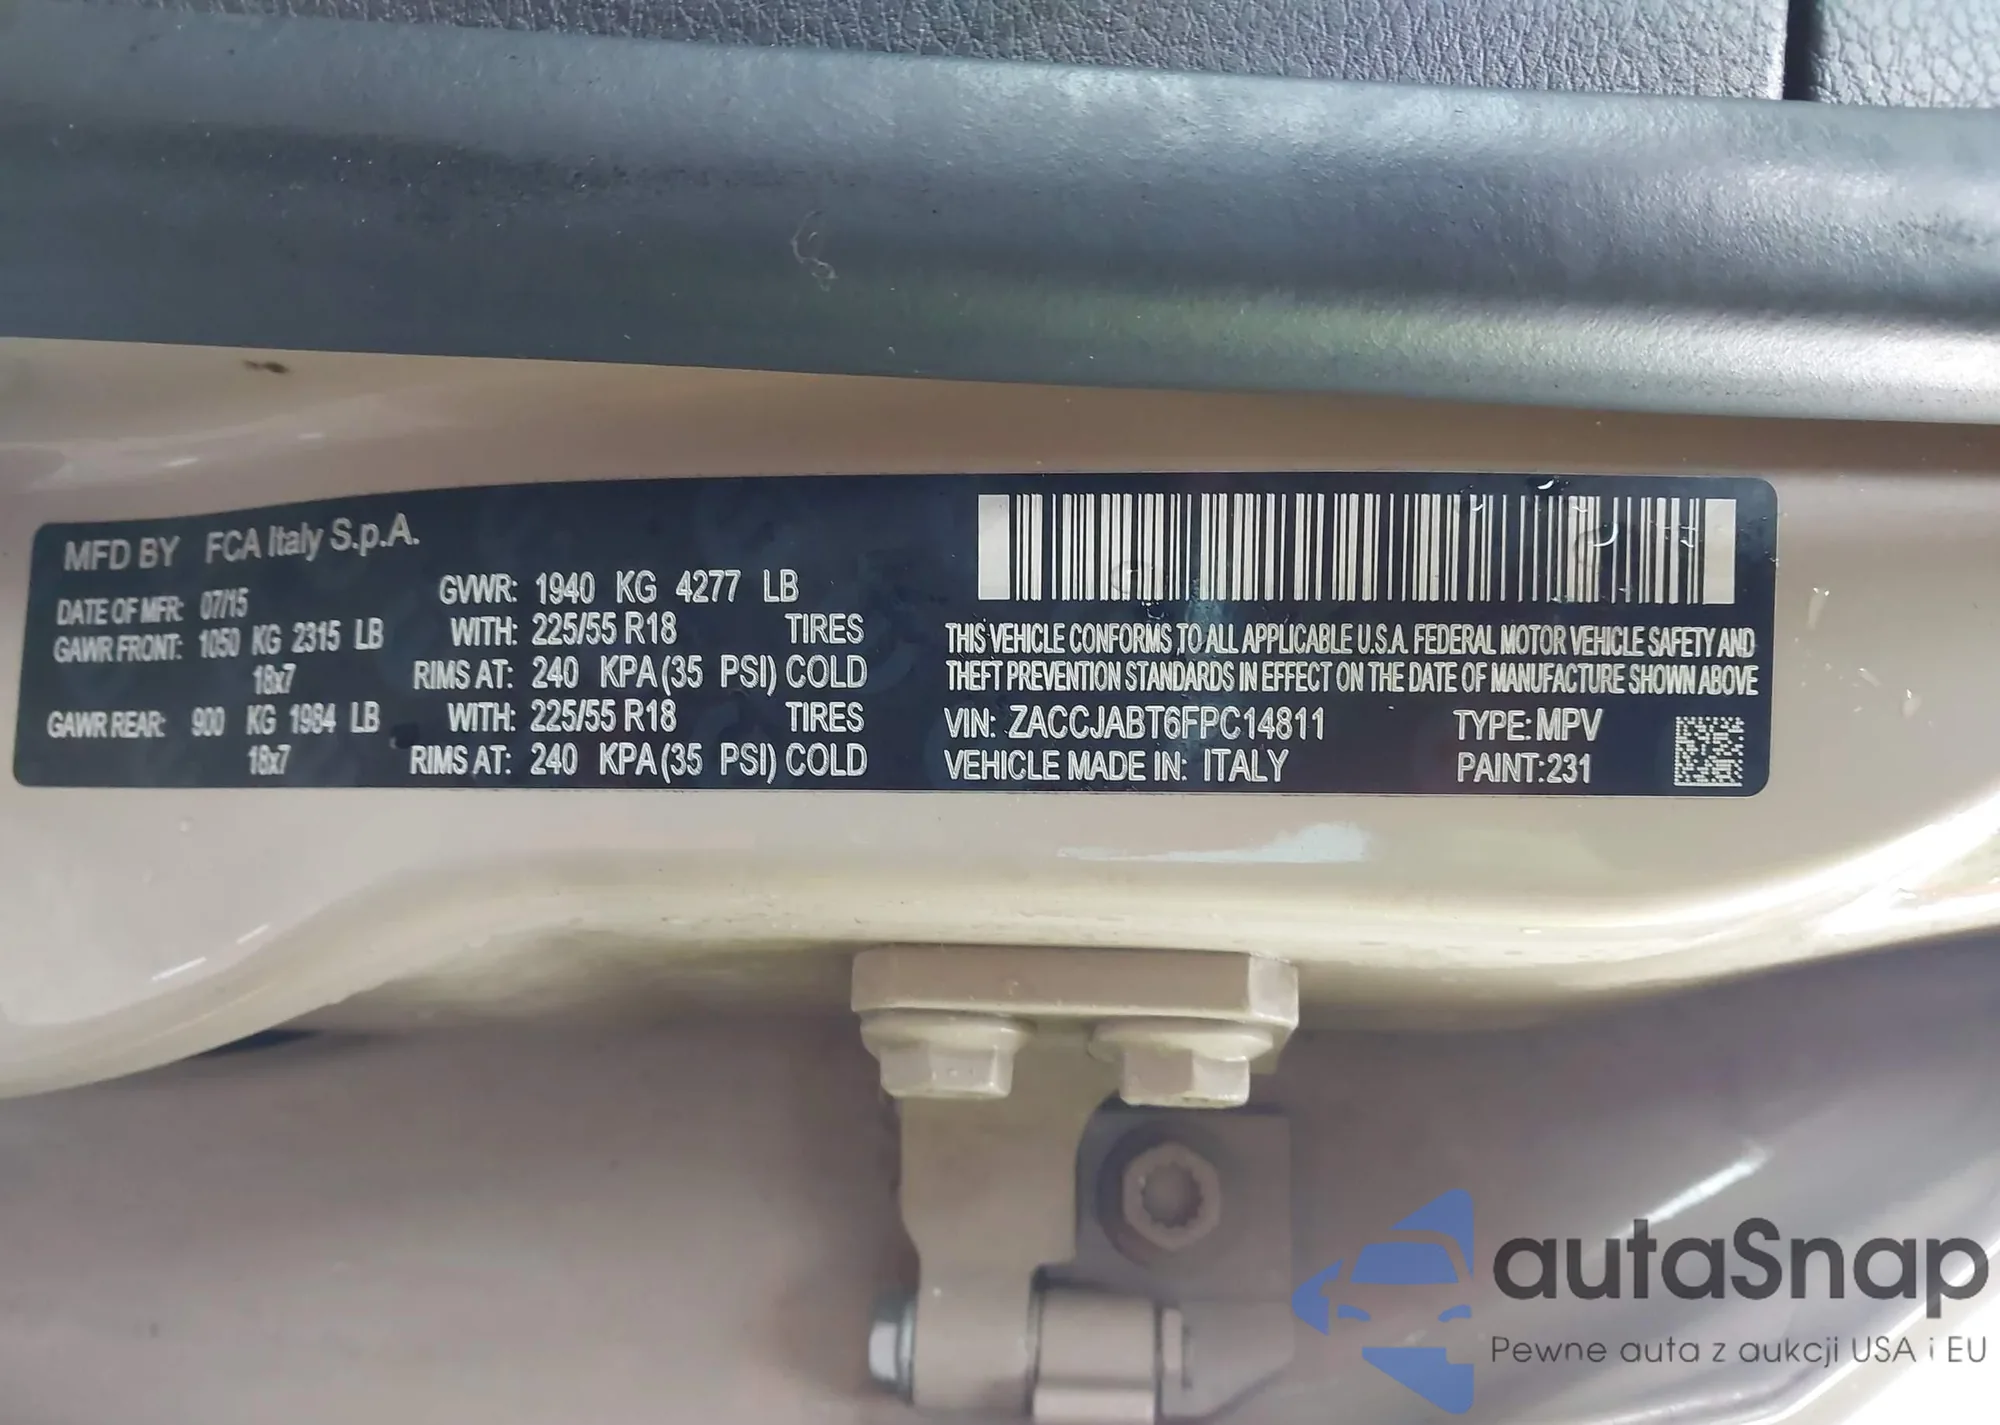 MFD BY FCA Italy S.p.A.
DATE OF MFR: 07/15 GVWR: 1940 KG 4277 LB
GAWR FRONT: 1050 KG 2315 LB WITH: 225/55 R18 TIRES
18x7 RIMS AT: 240 KPA (35 PSI) COLD
GAWR REAR: 900 KG 1984 LB WITH: 225/55 R18 TIRES
18x7 RIMS AT: 240 KPA (35 PSI) COLD
THIS VEHICLE CONFORMS TO ALL APPLICABLE U.S.A. FEDERAL MOTOR VEHICLE SAFETY AND
THEFT PREVENTION STANDARDS IN EFFECT ON THE DATE OF MANUFACTURE SHOWN ABOVE
VIN: ZACCJABT6FPC14811 TYPE: MPV
VEHICLE MADE IN: ITALY PAINT:231
autaSnap
Pewne auta z aukcji USA i EU